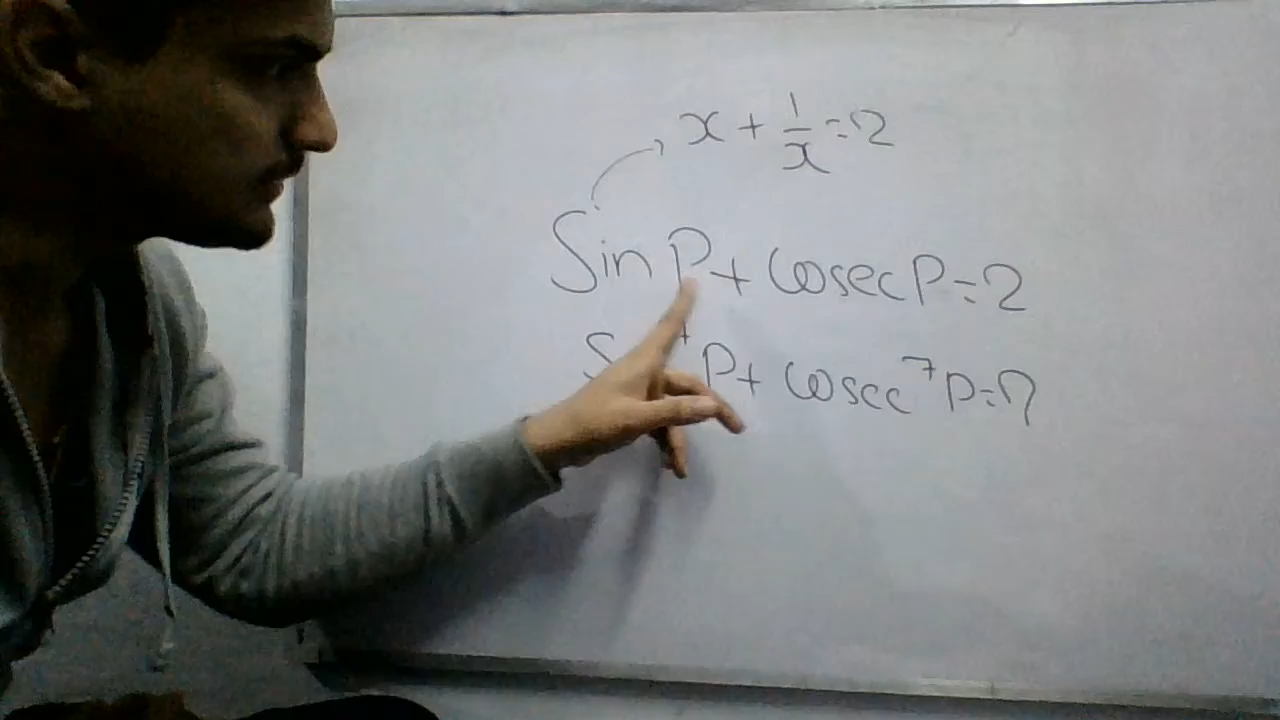 x + 1/x = 2
Sin P + Cosec P = 2
P + Cosec⁷ P = ?